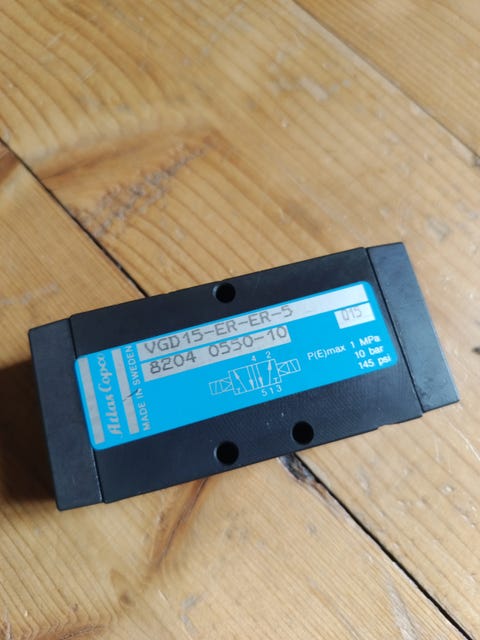 Atlas Copco
MADE IN SWEDEN
VGD15-ER-ER-5
8204 0550-10
015
4 2
5 1 3
P(E)max 1 MPa
10 bar
145 psi